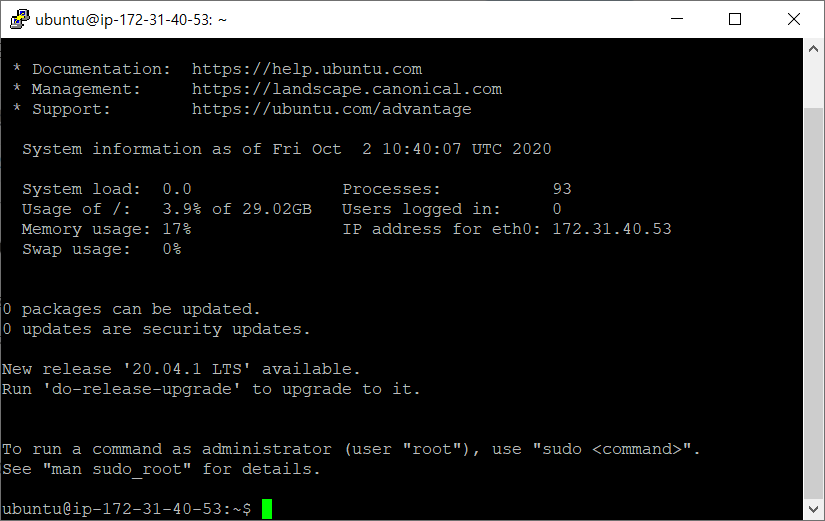 ubuntu@ip-172-31-40-53: ~
* Documentation:  https://help.ubuntu.com
* Management:     https://landscape.canonical.com
* Support:        https://ubuntu.com/advantage
System information as of Fri Oct  2 10:40:07 UTC 2020
System load:  0.0               Processes:           93
Usage of /:   3.9% of 29.02GB   Users logged in:     0
Memory usage: 17%               IP address for eth0: 172.31.40.53
Swap usage:   0%
0 packages can be updated.
0 updates are security updates.
New release '20.04.1 LTS' available.
Run 'do-release-upgrade' to upgrade to it.
To run a command as administrator (user "root"), use "sudo <command>".
See "man sudo_root" for details.
ubuntu@ip-172-31-40-53:~$